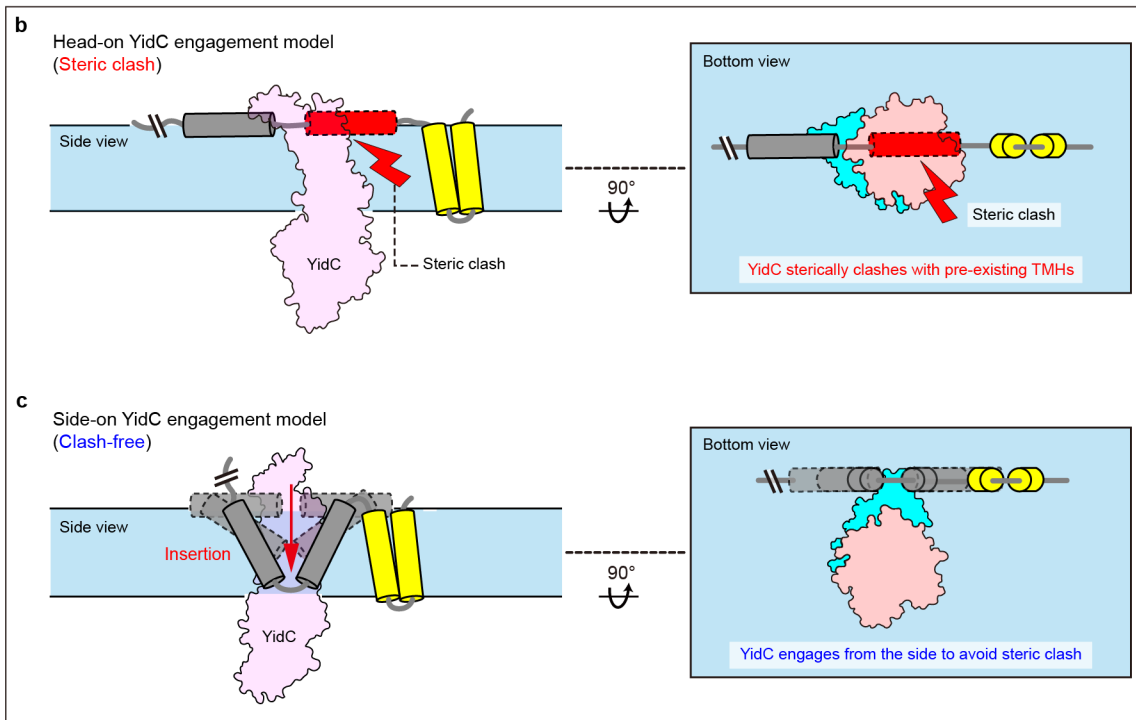 b
Head-on YidC engagement model
(Steric clash)
Side view
YidC
Steric clash
90°
Bottom view
Steric clash
YidC sterically clashes with pre-existing TMHs
c
Side-on YidC engagement model
(Clash-free)
Side view
Insertion
YidC
90°
Bottom view
YidC engages from the side to avoid steric clash